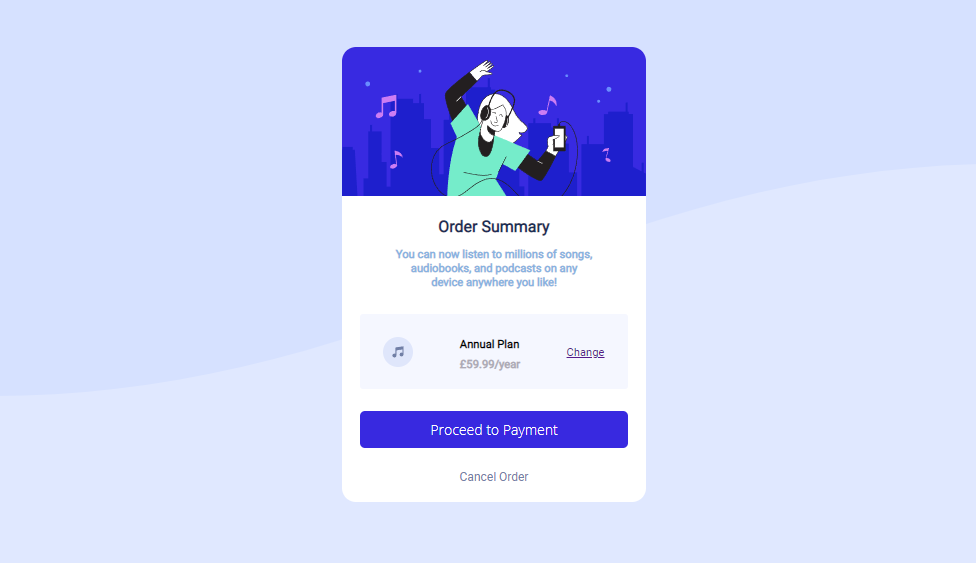 Order Summary
You can now listen to millions of songs,
audiobooks, and podcasts on any
device anywhere you like!
Annual Plan
£59.99/year
Change
Proceed to Payment
Cancel Order